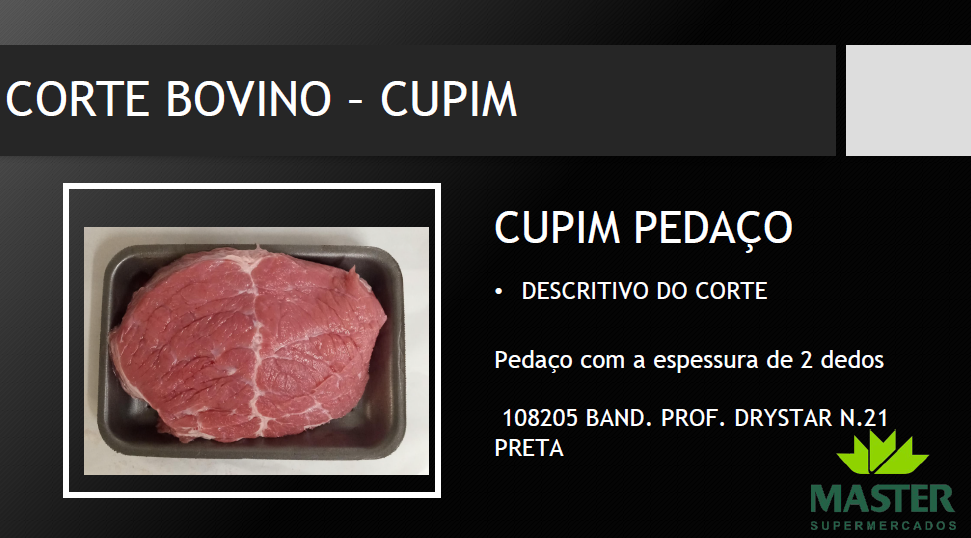 CORTE BOVINO – CUPIM
CUPIM PEDAÇO
• DESCRITIVO DO CORTE
Pedaço com a espessura de 2 dedos
108205 BAND. PROF. DRYSTAR N.21
PRETA
MASTER
SUPERMERCADOS